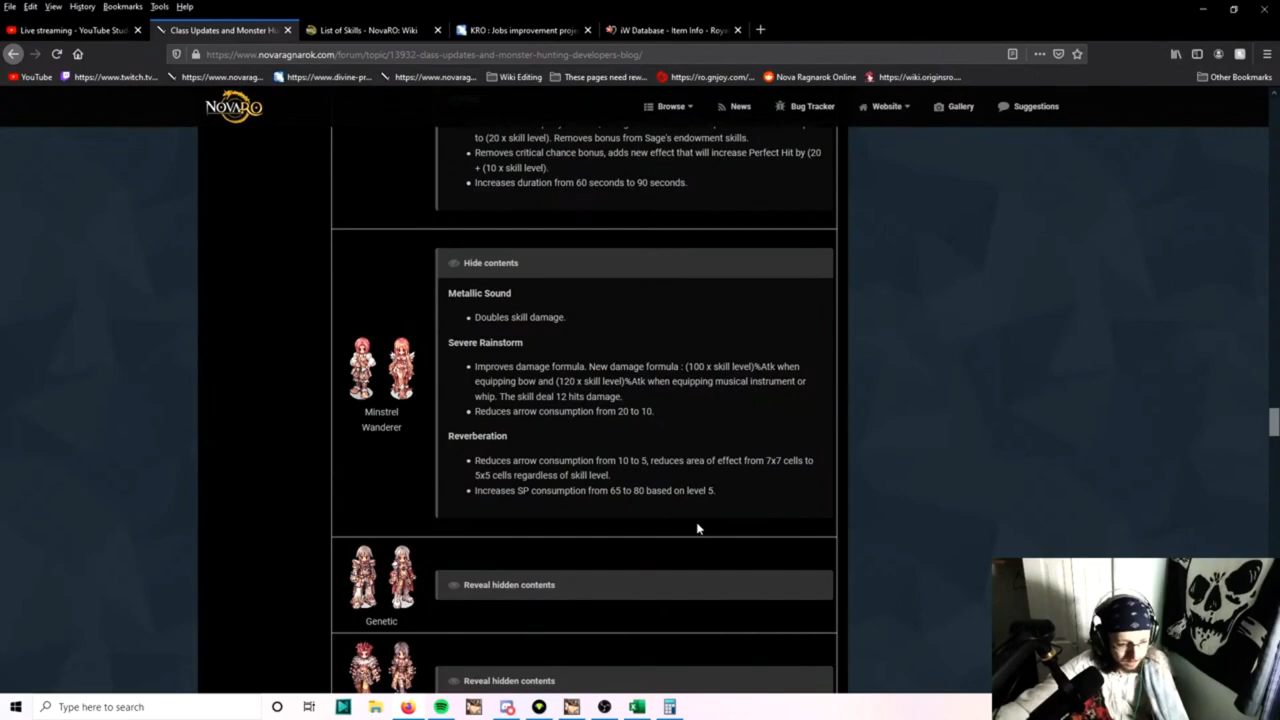 File Edit View History Bookmarks Tools Help
Live streaming - YouTube Stud
Class Updates and Monster Hu
List of Skills - NovaRO: Wiki
KRO : Jobs improvement proje
iW Database - Item Info - Roya
https://www.novaragnarok.com/forum/topic/13932-class-updates-and-monster-hunting-developers-blog/
YouTube
https://www.twitch.tv...
https://www.novarag...
https://www.divine-pr...
https://www.novarag...
Wiki Editing
These pages need rew...
https://ro.gnjoy.com/...
Nova Ragnarok Online
https://wiki.originsro....
Other Bookmarks
NOVARO
Browse
News
Bug Tracker
Website
Gallery
Suggestions
to (20 x skill level). Removes bonus from Sage's endowment skills.
Removes critical chance bonus, adds new effect that will increase Perfect Hit by (20
+ (10 x skill level).
Increases duration from 60 seconds to 90 seconds.
Hide contents
Metallic Sound
Doubles skill damage.
Severe Rainstorm
Improves damage formula. New damage formula : (100 x skill level)%Atk when
equipping bow and (120 x skill level)%Atk when equipping musical instrument or
whip. The skill deal 12 hits damage.
Reduces arrow consumption from 20 to 10.
Minstrel
Wanderer
Reverberation
Reduces arrow consumption from 10 to 5, reduces area of effect from 7x7 cells to
5x5 cells regardless of skill level.
Increases SP consumption from 65 to 80 based on level 5.
Reveal hidden contents
Genetic
Reveal hidden contents
Type here to search